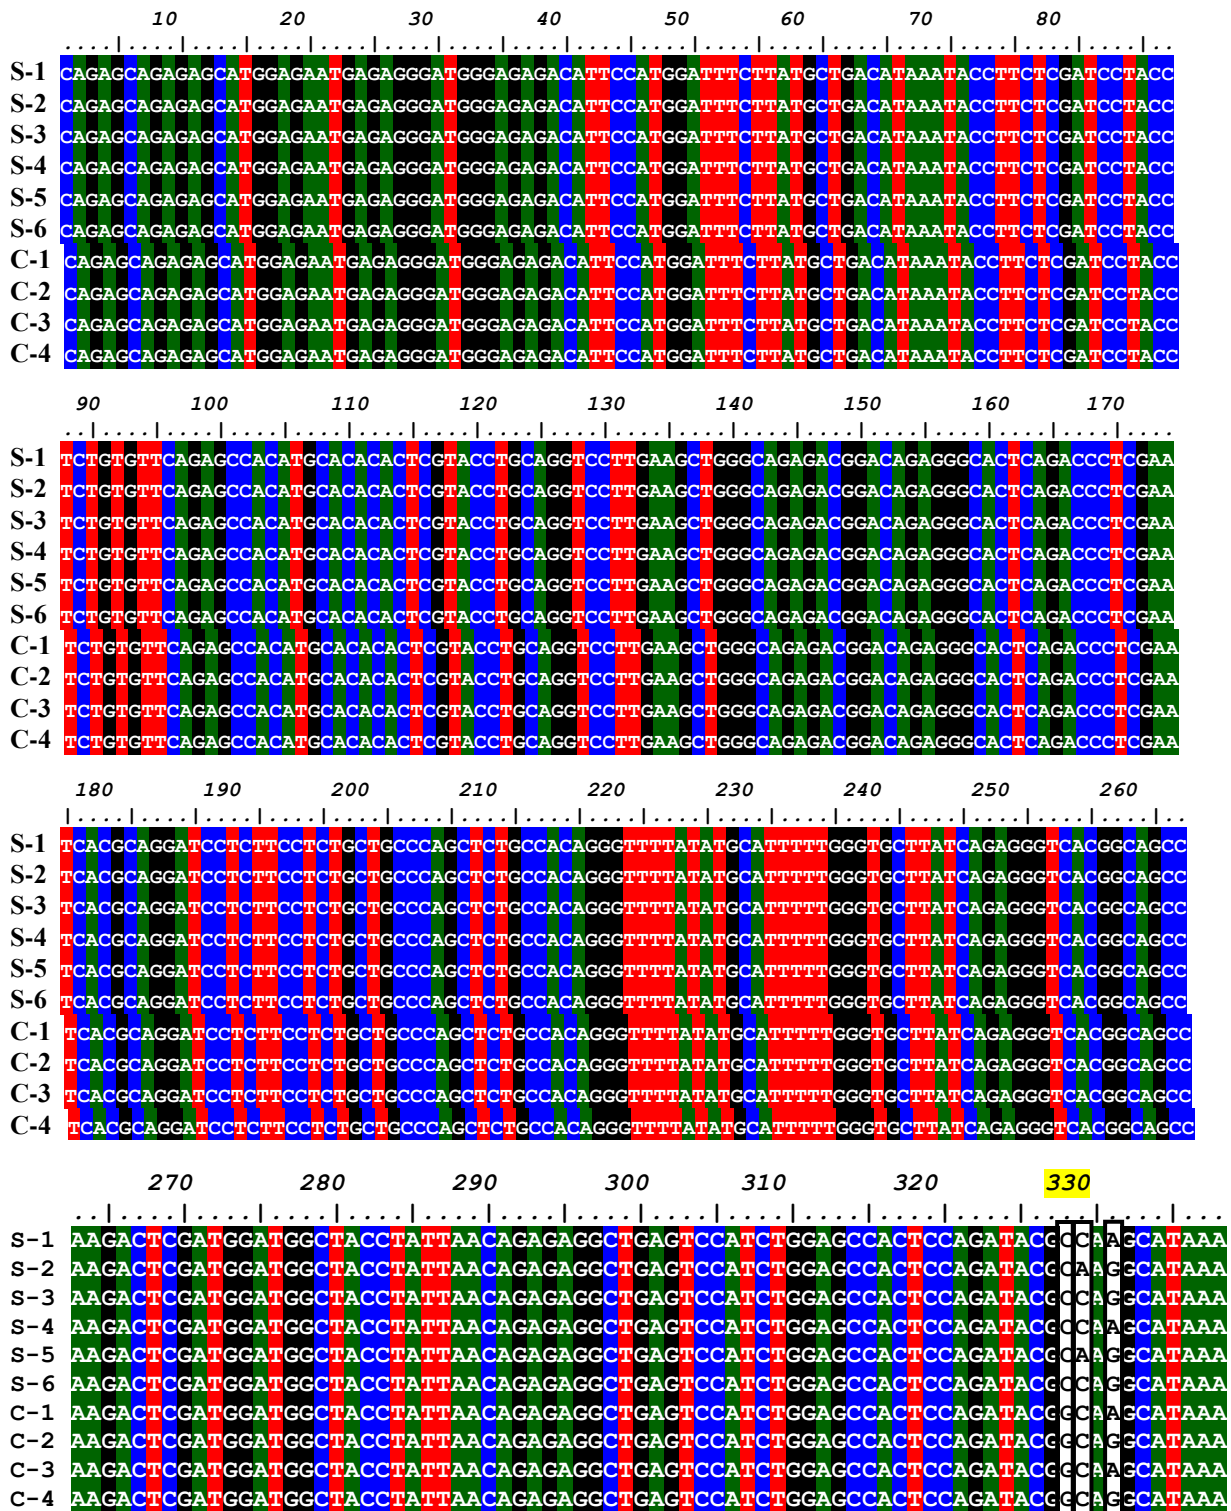 10 20 30 40 50 60 70 80
S-1 CAGAGCAGAGAGCATGGAGAATGAGAGGGATGGGAGAGACATTCCATGGATTTCTTATGCTGACATAAATACCTTCTCGATCCTACC
S-2 CAGAGCAGAGAGCATGGAGAATGAGAGGGATGGGAGAGACATTCCATGGATTTCTTATGCTGACATAAATACCTTCTCGATCCTACC
S-3 CAGAGCAGAGAGCATGGAGAATGAGAGGGATGGGAGAGACATTCCATGGATTTCTTATGCTGACATAAATACCTTCTCGATCCTACC
S-4 CAGAGCAGAGAGCATGGAGAATGAGAGGGATGGGAGAGACATTCCATGGATTTCTTATGCTGACATAAATACCTTCTCGATCCTACC
S-5 CAGAGCAGAGAGCATGGAGAATGAGAGGGATGGGAGAGACATTCCATGGATTTCTTATGCTGACATAAATACCTTCTCGATCCTACC
S-6 CAGAGCAGAGAGCATGGAGAATGAGAGGGATGGGAGAGACATTCCATGGATTTCTTATGCTGACATAAATACCTTCTCGATCCTACC
C-1 CAGAGCAGAGAGCATGGAGAATGAGAGGGATGGGAGAGACATTCCATGGATTTCTTATGCTGACATAAATACCTTCTCGATCCTACC
C-2 CAGAGCAGAGAGCATGGAGAATGAGAGGGATGGGAGAGACATTCCATGGATTTCTTATGCTGACATAAATACCTTCTCGATCCTACC
C-3 CAGAGCAGAGAGCATGGAGAATGAGAGGGATGGGAGAGACATTCCATGGATTTCTTATGCTGACATAAATACCTTCTCGATCCTACC
C-4 CAGAGCAGAGAGCATGGAGAATGAGAGGGATGGGAGAGACATTCCATGGATTTCTTATGCTGACATAAATACCTTCTCGATCCTACC
90 100 110 120 130 140 150 160 170
S-1 TCTGTGTTCAGAGCCACATGCACACACTCGTACCTGCAGGTCCTTGAAGCTGGGCAGAGACGGACAGAGGGCACTCAGACCCTCGAA
S-2 TCTGTGTTCAGAGCCACATGCACACACTCGTACCTGCAGGTCCTTGAAGCTGGGCAGAGACGGACAGAGGGCACTCAGACCCTCGAA
S-3 TCTGTGTTCAGAGCCACATGCACACACTCGTACCTGCAGGTCCTTGAAGCTGGGCAGAGACGGACAGAGGGCACTCAGACCCTCGAA
S-4 TCTGTGTTCAGAGCCACATGCACACACTCGTACCTGCAGGTCCTTGAAGCTGGGCAGAGACGGACAGAGGGCACTCAGACCCTCGAA
S-5 TCTGTGTTCAGAGCCACATGCACACACTCGTACCTGCAGGTCCTTGAAGCTGGGCAGAGACGGACAGAGGGCACTCAGACCCTCGAA
S-6 TCTGTGTTCAGAGCCACATGCACACACTCGTACCTGCAGGTCCTTGAAGCTGGGCAGAGACGGACAGAGGGCACTCAGACCCTCGAA
C-1 TCTGTGTTCAGAGCCACATGCACACACTCGTACCTGCAGGTCCTTGAAGCTGGGCAGAGACGGACAGAGGGCACTCAGACCCTCGAA
C-2 TCTGTGTTCAGAGCCACATGCACACACTCGTACCTGCAGGTCCTTGAAGCTGGGCAGAGACGGACAGAGGGCACTCAGACCCTCGAA
C-3 TCTGTGTTCAGAGCCACATGCACACACTCGTACCTGCAGGTCCTTGAAGCTGGGCAGAGACGGACAGAGGGCACTCAGACCCTCGAA
C-4 TCTGTGTTCAGAGCCACATGCACACACTCGTACCTGCAGGTCCTTGAAGCTGGGCAGAGACGGACAGAGGGCACTCAGACCCTCGAA
180 190 200 210 220 230 240 250 260
S-1 TCACGCAGGATCCTCTTCCTCTGCTGCCCAGCTCTGCCACAGGGTTTTATATGCATTTTTGGGTGCTTATCAGAGGGTCACGGCAGCC
S-2 TCACGCAGGATCCTCTTCCTCTGCTGCCCAGCTCTGCCACAGGGTTTTATATGCATTTTTGGGTGCTTATCAGAGGGTCACGGCAGCC
S-3 TCACGCAGGATCCTCTTCCTCTGCTGCCCAGCTCTGCCACAGGGTTTTATATGCATTTTTGGGTGCTTATCAGAGGGTCACGGCAGCC
S-4 TCACGCAGGATCCTCTTCCTCTGCTGCCCAGCTCTGCCACAGGGTTTTATATGCATTTTTGGGTGCTTATCAGAGGGTCACGGCAGCC
S-5 TCACGCAGGATCCTCTTCCTCTGCTGCCCAGCTCTGCCACAGGGTTTTATATGCATTTTTGGGTGCTTATCAGAGGGTCACGGCAGCC
S-6 TCACGCAGGATCCTCTTCCTCTGCTGCCCAGCTCTGCCACAGGGTTTTATATGCATTTTTGGGTGCTTATCAGAGGGTCACGGCAGCC
C-1 TCACGCAGGATCCTCTTCCTCTGCTGCCCAGCTCTGCCACAGGGTTTTATATGCATTTTTGGGTGCTTATCAGAGGGTCACGGCAGCC
C-2 TCACGCAGGATCCTCTTCCTCTGCTGCCCAGCTCTGCCACAGGGTTTTATATGCATTTTTGGGTGCTTATCAGAGGGTCACGGCAGCC
C-3 TCACGCAGGATCCTCTTCCTCTGCTGCCCAGCTCTGCCACAGGGTTTTATATGCATTTTTGGGTGCTTATCAGAGGGTCACGGCAGCC
C-4 TCACGCAGGATCCTCTTCCTCTGCTGCCCAGCTCTGCCACAGGGTTTTATATGCATTTTTGGGTGCTTATCAGAGGGTCACGGCAGCC
270 280 290 300 310 320 330
S-1 AAGACTCGATGGATGGCTACCTATTAACAGAGAGGCTGAGTCCATCTGGAGCCACTCCAGATACGCCAAGCATAAA
S-2 AAGACTCGATGGATGGCTACCTATTAACAGAGAGGCTGAGTCCATCTGGAGCCACTCCAGATACGCAAGGCATAAA
S-3 AAGACTCGATGGATGGCTACCTATTAACAGAGAGGCTGAGTCCATCTGGAGCCACTCCAGATACGCCAGGCATAAA
S-4 AAGACTCGATGGATGGCTACCTATTAACAGAGAGGCTGAGTCCATCTGGAGCCACTCCAGATACGCCAAGCATAAA
S-5 AAGACTCGATGGATGGCTACCTATTAACAGAGAGGCTGAGTCCATCTGGAGCCACTCCAGATACGCAAGGCATAAA
S-6 AAGACTCGATGGATGGCTACCTATTAACAGAGAGGCTGAGTCCATCTGGAGCCACTCCAGATACGCCAGGCATAAA
C-1 AAGACTCGATGGATGGCTACCTATTAACAGAGAGGCTGAGTCCATCTGGAGCCACTCCAGATACGGCAAGCATAAA
C-2 AAGACTCGATGGATGGCTACCTATTAACAGAGAGGCTGAGTCCATCTGGAGCCACTCCAGATACGGCAGGCATAAA
C-3 AAGACTCGATGGATGGCTACCTATTAACAGAGAGGCTGAGTCCATCTGGAGCCACTCCAGATACGGCAAGCATAAA
C-4 AAGACTCGATGGATGGCTACCTATTAACAGAGAGGCTGAGTCCATCTGGAGCCACTCCAGATACGGCAGGCATAAA